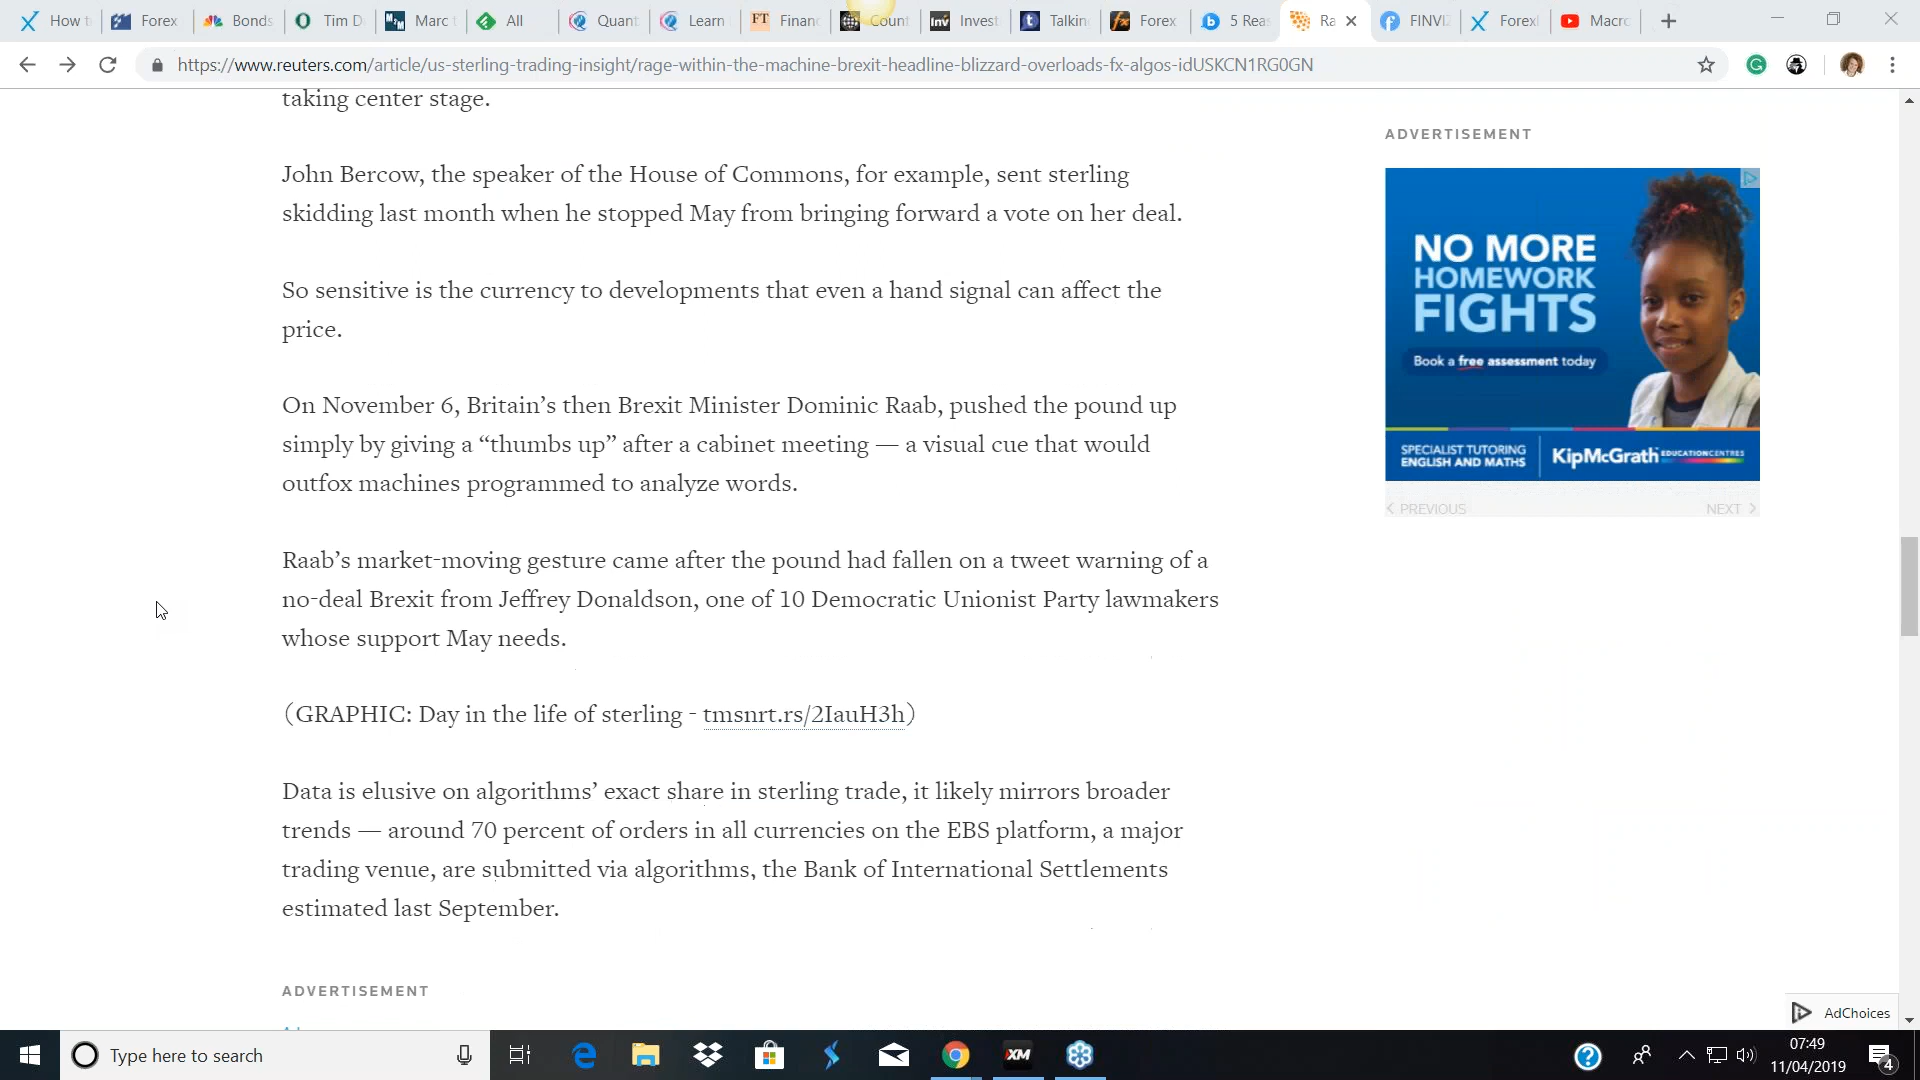 How t
Forex
Bonds
Tim D
Marc
All
Quant
Learn
FT Financ
Count
Inv Invest
Talkin
Forex
5 Rea
Ra
FINVIZ
Forex
Macro
https://www.reuters.com/article/us-sterling-trading-insight/rage-within-the-machine-brexit-headline-blizzard-overloads-fx-algos-idUSKCN1RG0GN
taking center stage.
John Bercow, the speaker of the House of Commons, for example, sent sterling
skidding last month when he stopped May from bringing forward a vote on her deal.
So sensitive is the currency to developments that even a hand signal can affect the
price.
On November 6, Britain’s then Brexit Minister Dominic Raab, pushed the pound up
simply by giving a “thumbs up” after a cabinet meeting — a visual cue that would
outfox machines programmed to analyze words.
Raab’s market-moving gesture came after the pound had fallen on a tweet warning of a
no-deal Brexit from Jeffrey Donaldson, one of 10 Democratic Unionist Party lawmakers
whose support May needs.
(GRAPHIC: Day in the life of sterling - tmsnrt.rs/2IauH3h)
Data is elusive on algorithms’ exact share in sterling trade, it likely mirrors broader
trends — around 70 percent of orders in all currencies on the EBS platform, a major
trading venue, are submitted via algorithms, the Bank of International Settlements
estimated last September.
ADVERTISEMENT
ADVERTISEMENT
NO MORE
HOMEWORK
FIGHTS
Book a free assessment today
SPECIALIST TUTORING
ENGLISH AND MATHS
KipMcGrath EDUCATION CENTRES
PREVIOUS
NEXT
AdChoices
Type here to search
XM
07:49
11/04/2019
4